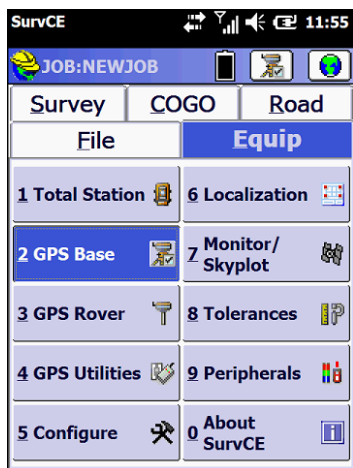 SurvCE 11:55
JOB:NEWJOB
Survey COGO Road
File Equip
1 Total Station 6 Localization
2 GPS Base 7 Monitor/
Skyplot
3 GPS Rover 8 Tolerances
4 GPS Utilities 9 Peripherals
5 Configure 0 About
SurvCE